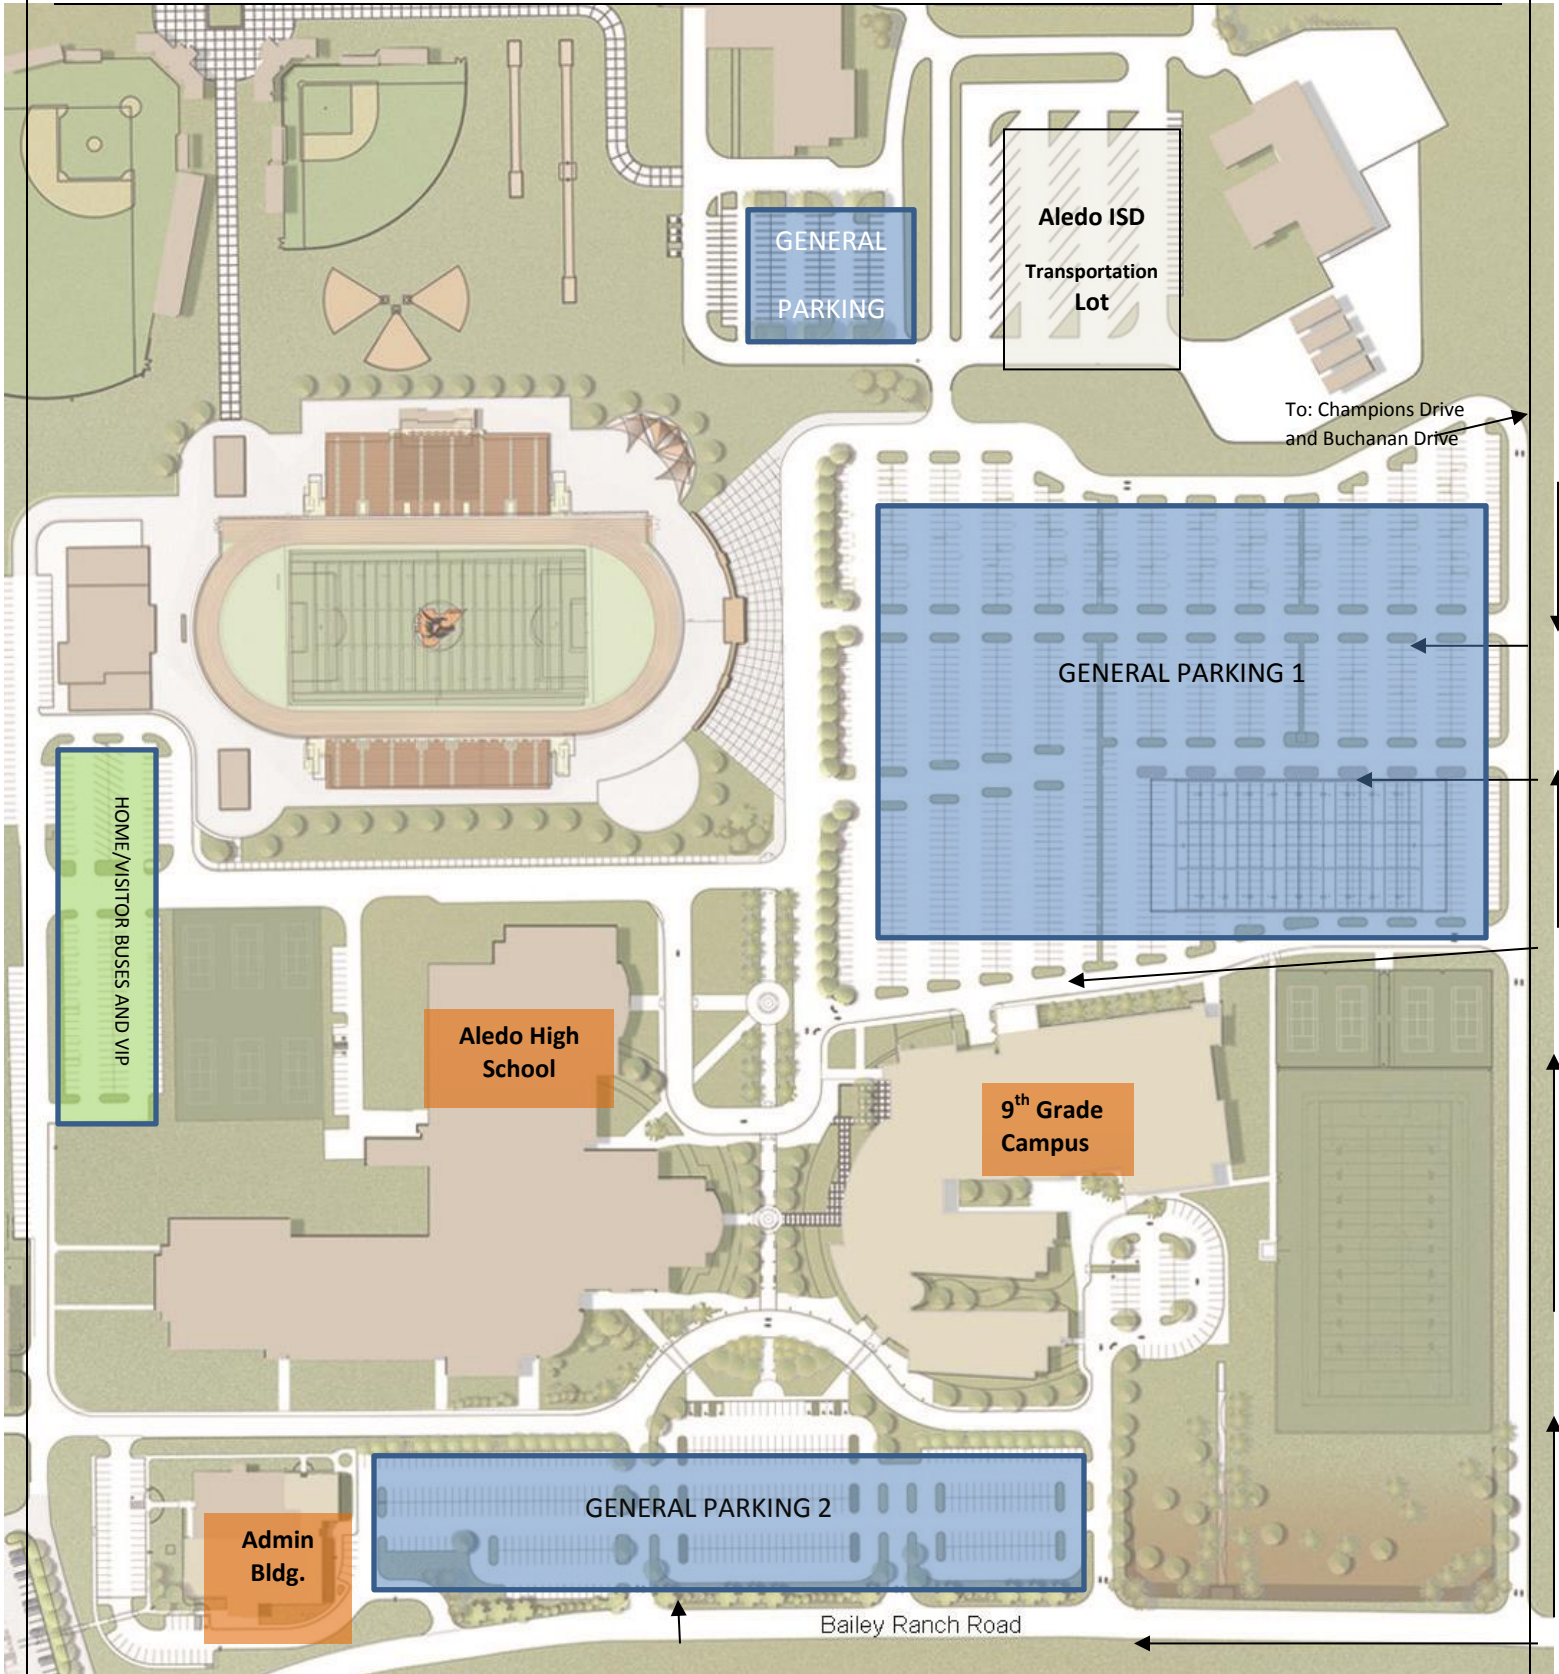 GENERAL
PARKING
Aledo ISD
Transportation
Lot
To: Champions Drive
and Buchanan Drive
GENERAL PARKING 1
HOME/VISITOR BUSES AND VIP
Aledo High
School
9th Grade
Campus
GENERAL PARKING 2
Admin
Bldg.
Bailey Ranch Road